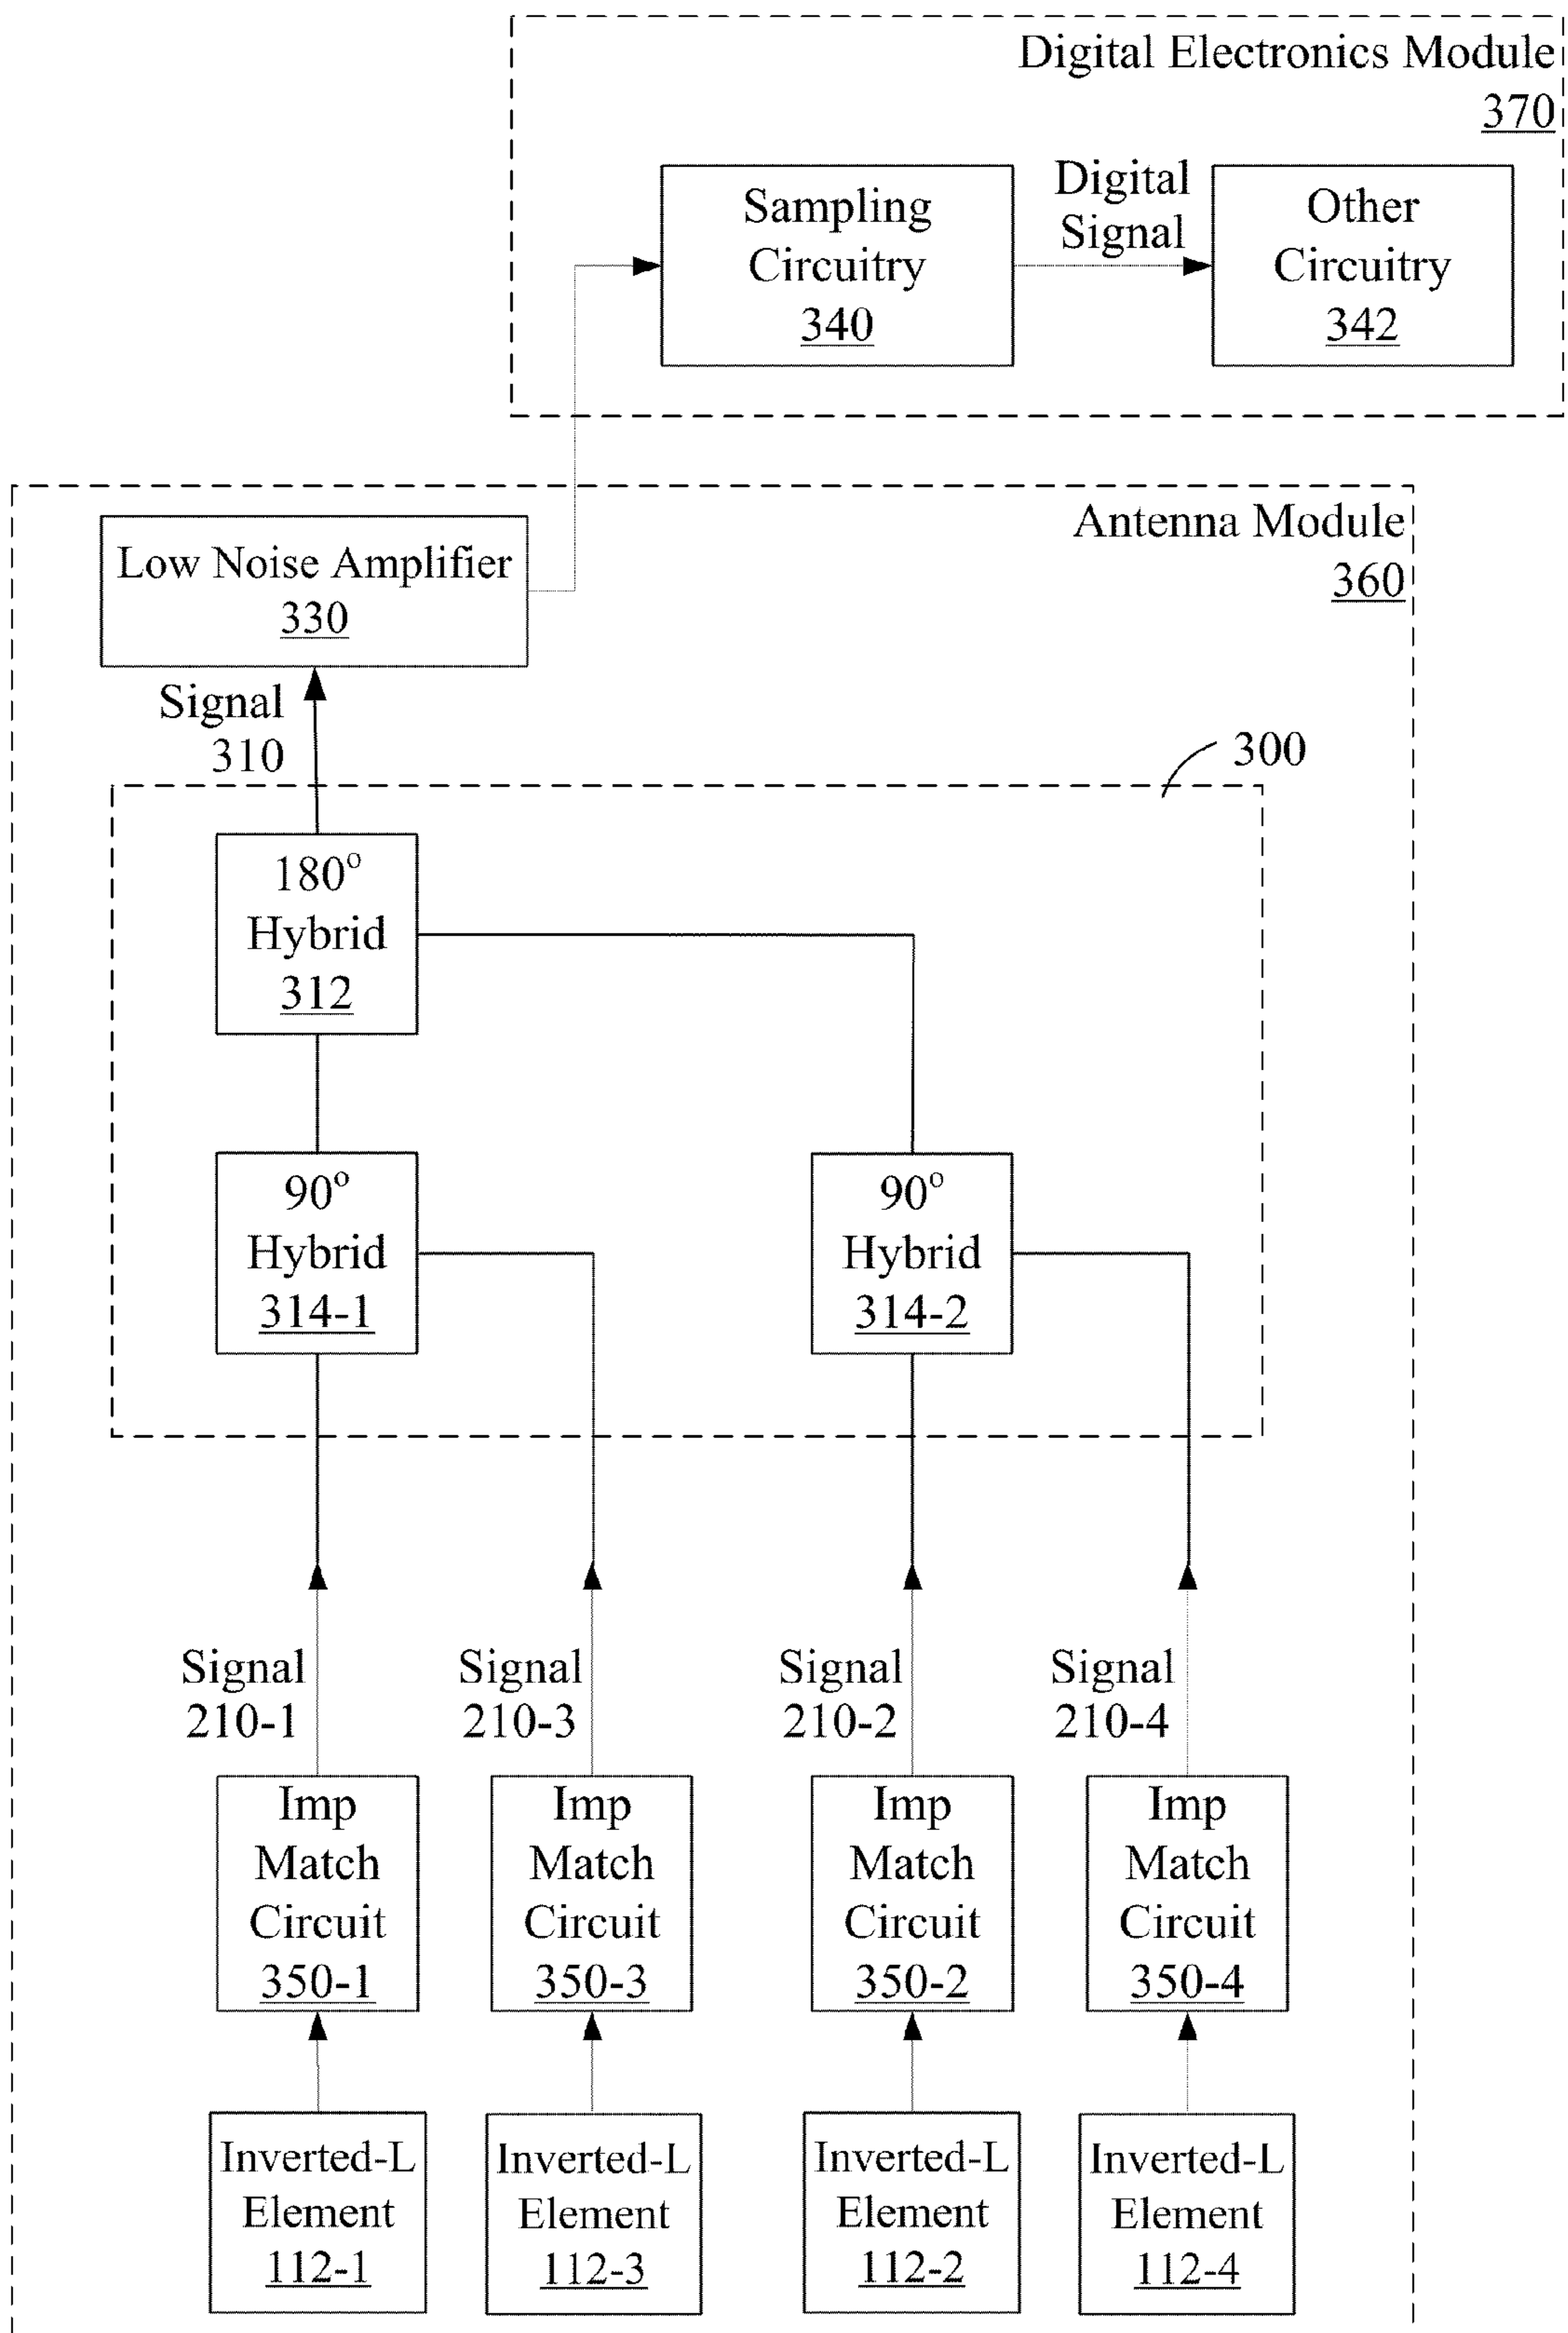 Digital Electronics Module
370
Sampling
Circuitry
340
Digital
Signal
Other
Circuitry
342
Antenna Module
360
Low Noise Amplifier
330
Signal
310
300
180°
Hybrid
312
90°
Hybrid
314-1
90°
Hybrid
314-2
Signal
210-1
Signal
210-3
Signal
210-2
Signal
210-4
Imp
Match
Circuit
350-1
Imp
Match
Circuit
350-3
Imp
Match
Circuit
350-2
Imp
Match
Circuit
350-4
Inverted-L
Element
112-1
Inverted-L
Element
112-3
Inverted-L
Element
112-2
Inverted-L
Element
112-4